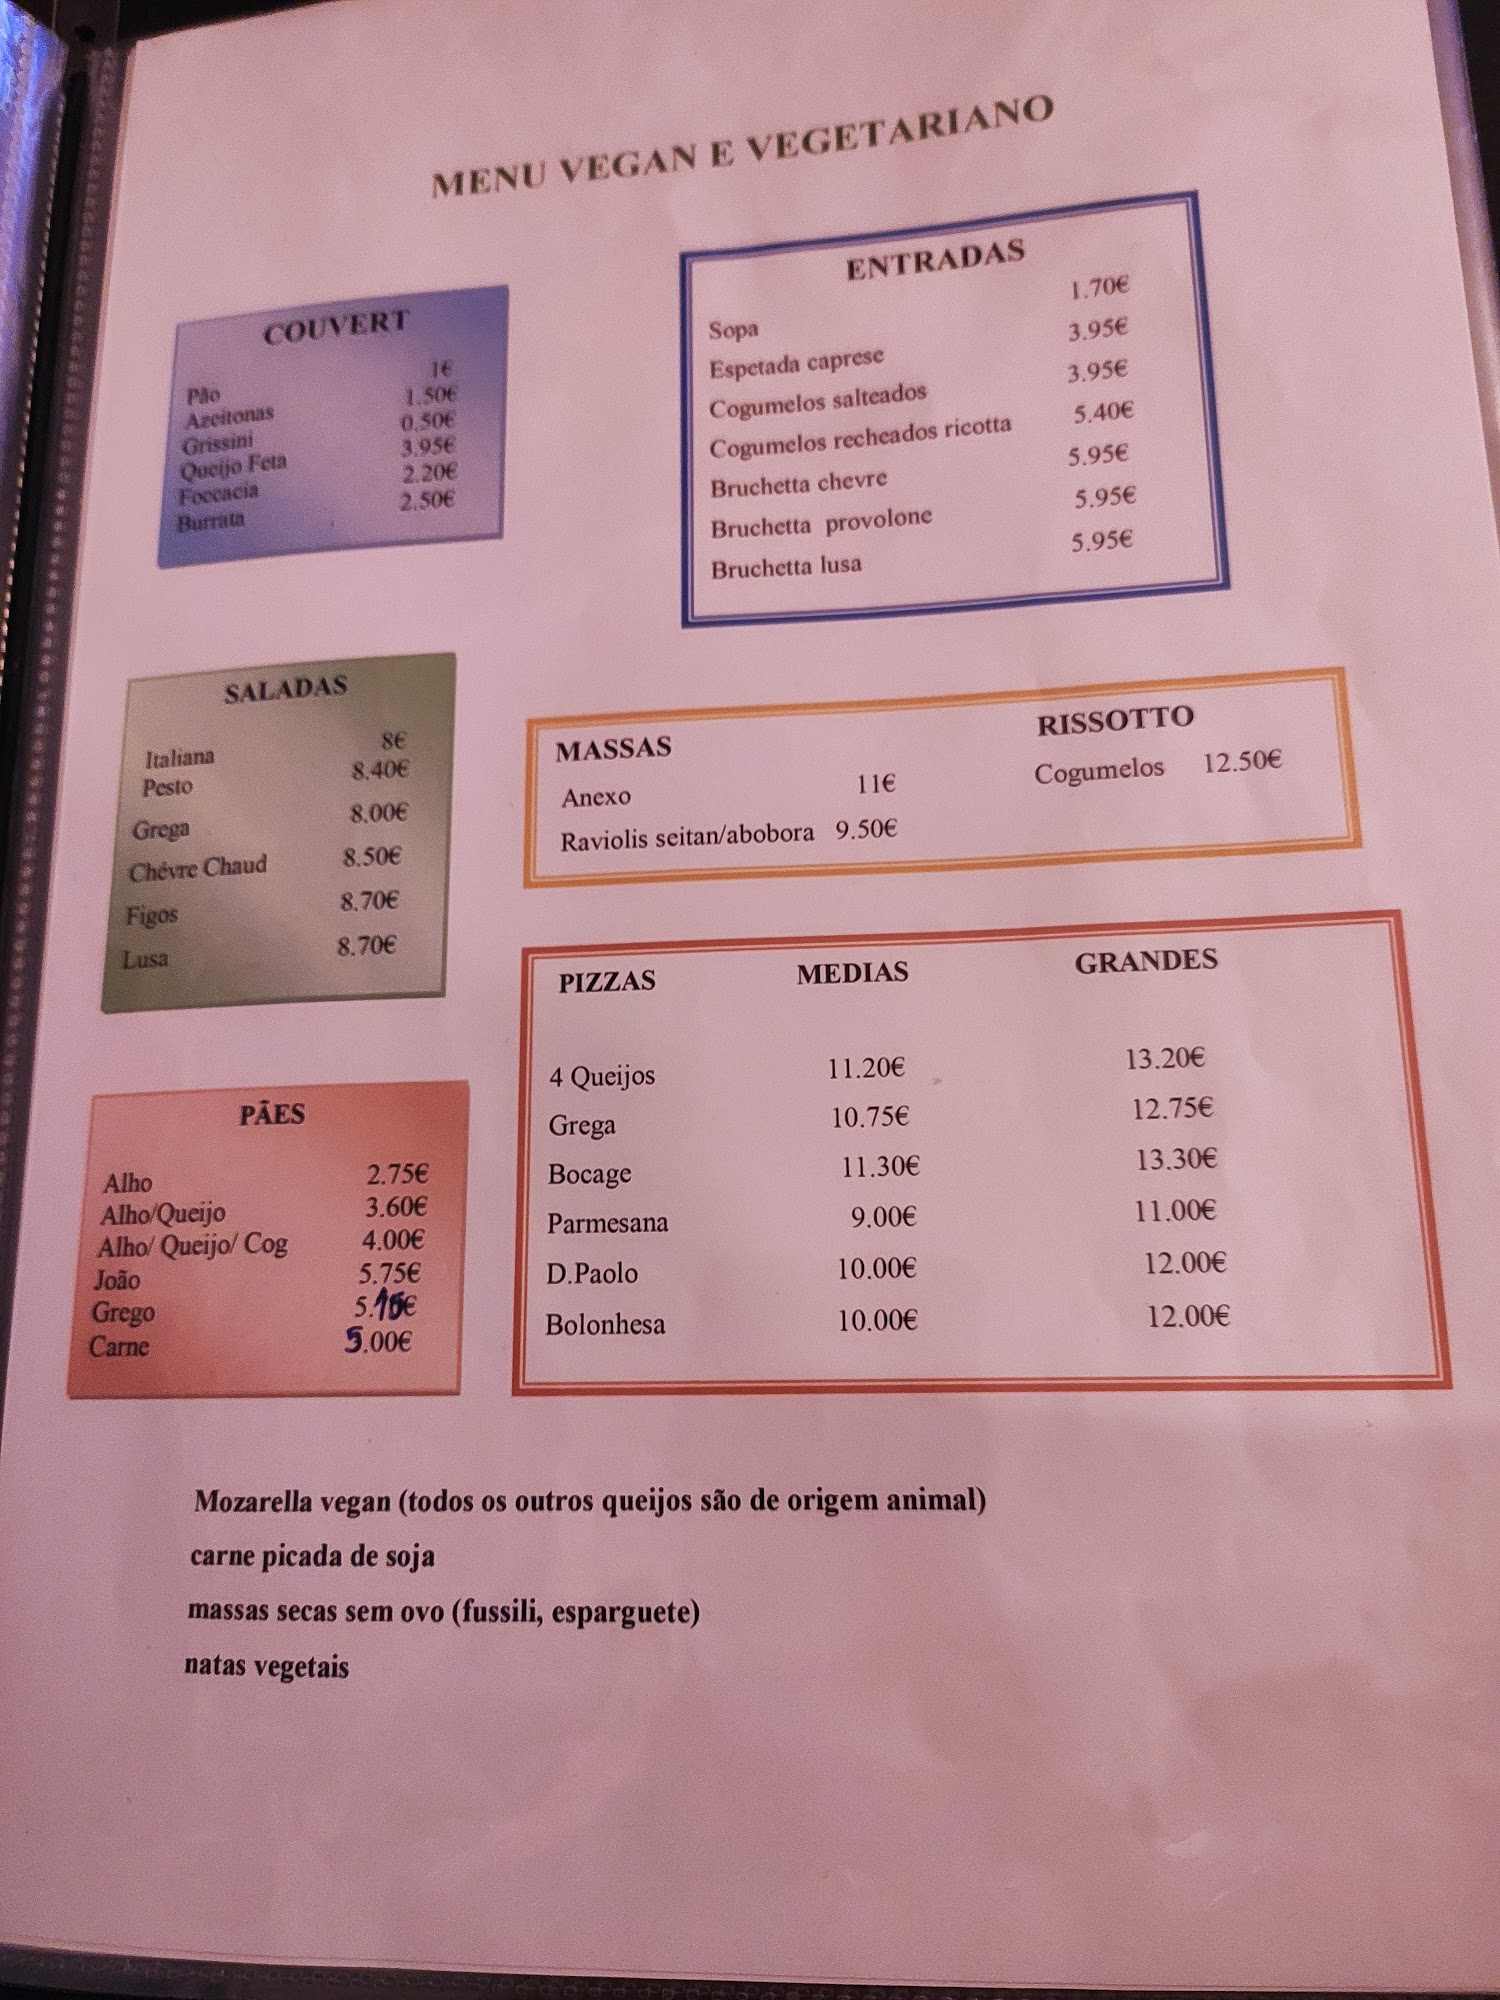 MENU VEGAN E VEGETARIANO
COUVERT
Pão 1€
Azeitonas 1.50€
Grissini 0.50€
Queijo Feta 3.95€
Foccacia 2.20€
Burrata 2.50€
ENTRADAS
Sopa 1.70€
Espetada caprese 3.95€
Cogumelos salteados 3.95€
Cogumelos recheados ricotta 5.40€
Bruchetta chevre 5.95€
Bruchetta provolone 5.95€
Bruchetta lusa 5.95€
SALADAS
Italiana 8€
Pesto 8.40€
Grega 8.00€
Chévre Chaud 8.50€
Figos 8.70€
Lusa 8.70€
MASSAS
Anexo 11€
Raviolis seitan/abobora 9.50€
RISSOTTO
Cogumelos 12.50€
PÃES
Alho 2.75€
Alho/Queijo 3.60€
Alho/ Queijo/ Cog 4.00€
João 5.75€
Grego
Carne 5.00€
PIZZAS MEDIAS GRANDES
4 Queijos 11.20€ 13.20€
Grega 10.75€ 12.75€
Bocage 11.30€ 13.30€
Parmesana 9.00€ 11.00€
D.Paolo 10.00€ 12.00€
Bolonhesa 10.00€ 12.00€
Mozarella vegan (todos os outros queijos são de origem animal)
carne picada de soja
massas secas sem ovo (fussili, esparguete)
natas vegetais